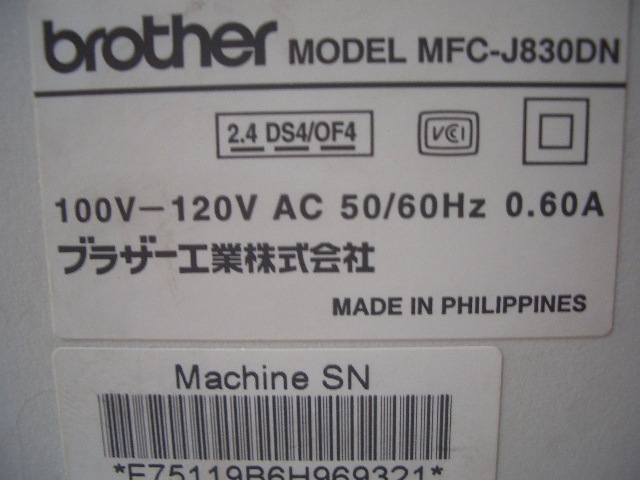 brother MODEL MFC-J830DN
2.4 DS4/OF4 VCI
100V-120V AC 50/60Hz 0.60A
ブラザー工業株式会社
MADE IN PHILIPPINES
Machine SN
*E75119B6H969321*